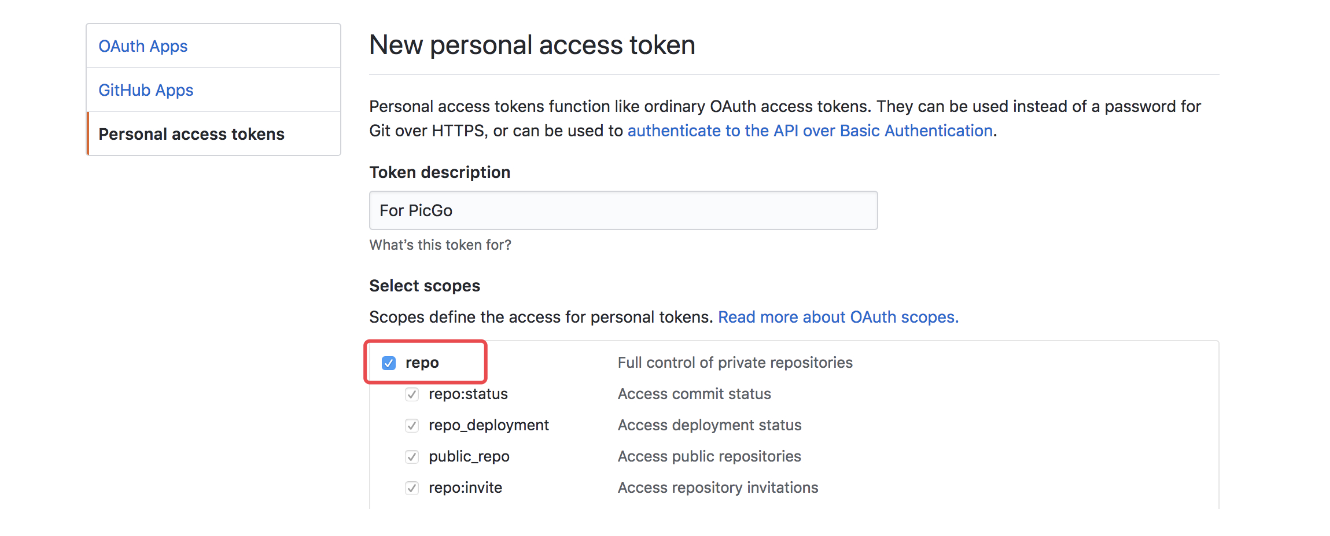 OAuth Apps
GitHub Apps
Personal access tokens
New personal access token
Personal access tokens function like ordinary OAuth access tokens. They can be used instead of a password for
Git over HTTPS, or can be used to authenticate to the API over Basic Authentication.
Token description
For PicGo
What's this token for?
Select scopes
Scopes define the access for personal tokens. Read more about OAuth scopes.
repo Full control of private repositories
repo:status Access commit status
repo_deployment Access deployment status
public_repo Access public repositories
repo:invite Access repository invitations